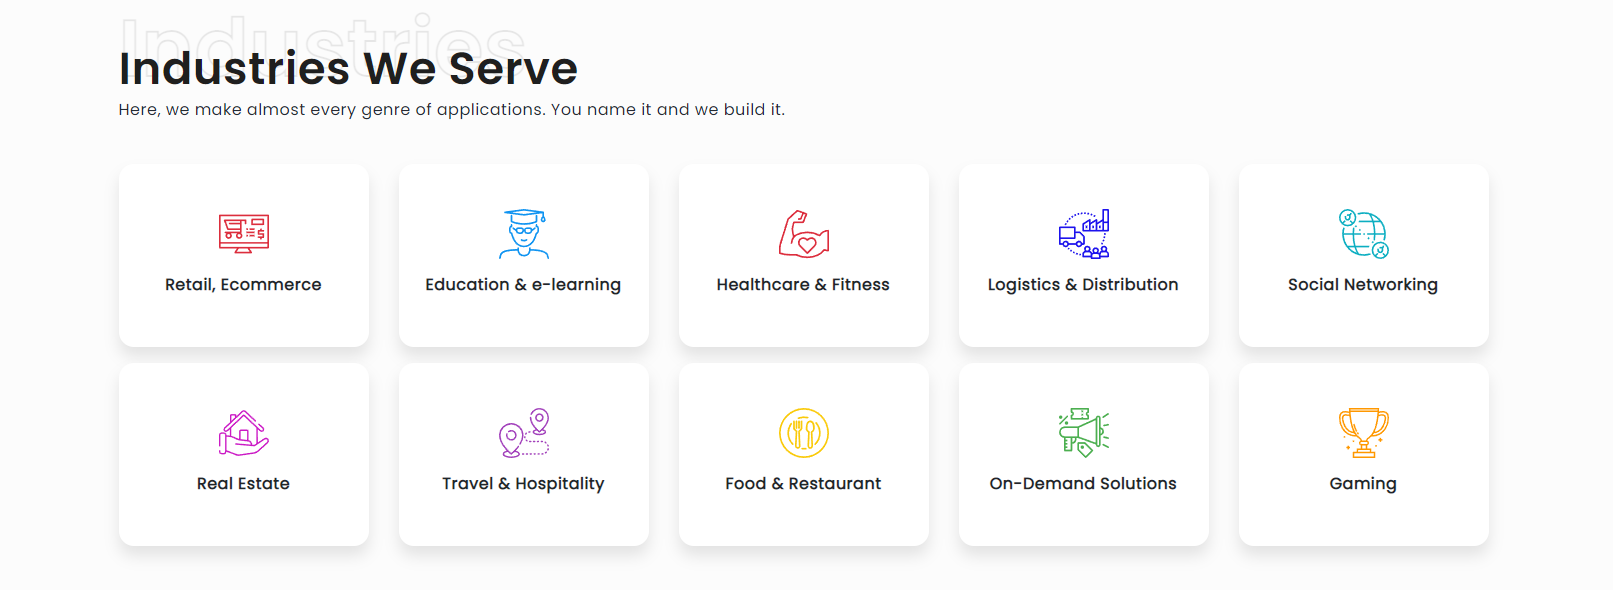 Industries
Industries We Serve
Here, we make almost every genre of applications. You name it and we build it.
Retail, Ecommerce
Education & e-learning
Healthcare & Fitness
Logistics & Distribution
Social Networking
Real Estate
Travel & Hospitality
Food & Restaurant
On-Demand Solutions
Gaming